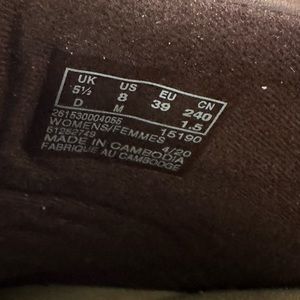 UK US EU CN
5½ 8 39 240
D M 1.5
261530004055
WOMENS/FEMMES 15190
61262749 4/20
MADE IN CAMBODIA
FABRIQUE AU CAMBODGE